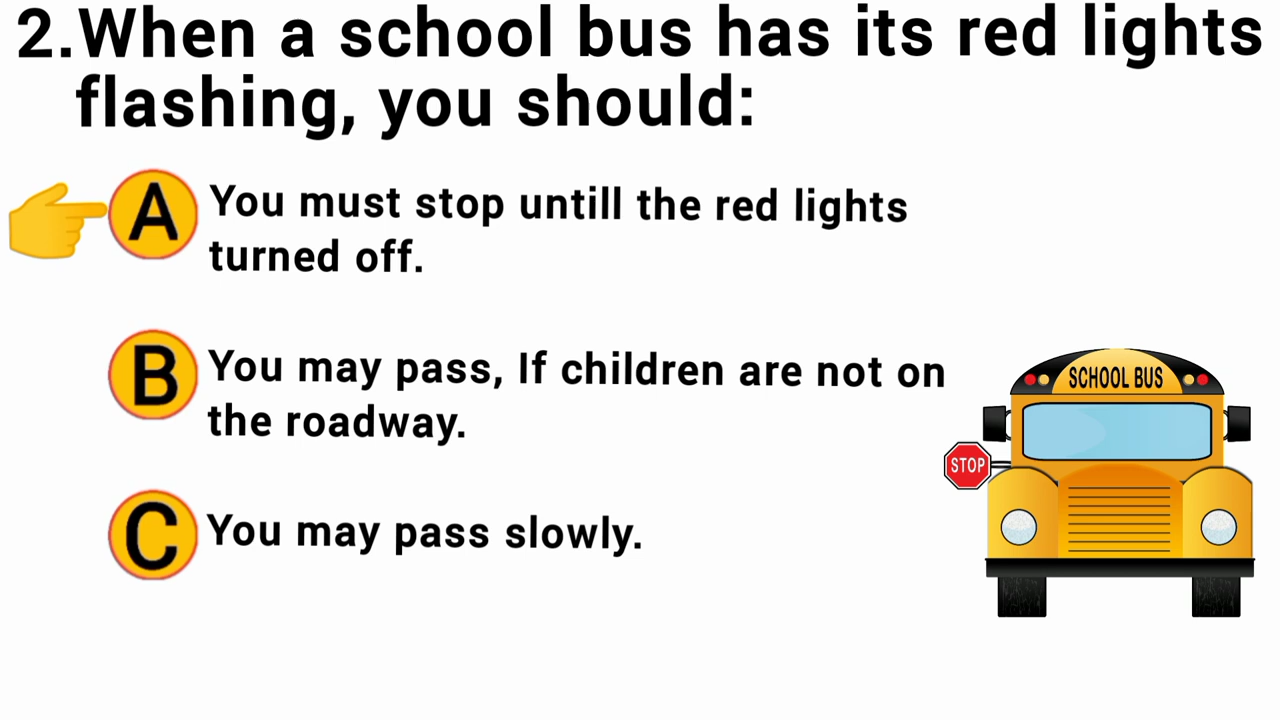 2.When a school bus has its red lights
flashing, you should:
A
You must stop untill the red lights
turned off.
B
You may pass, If children are not on
the roadway.
C
You may pass slowly.
SCHOOL BUS
STOP